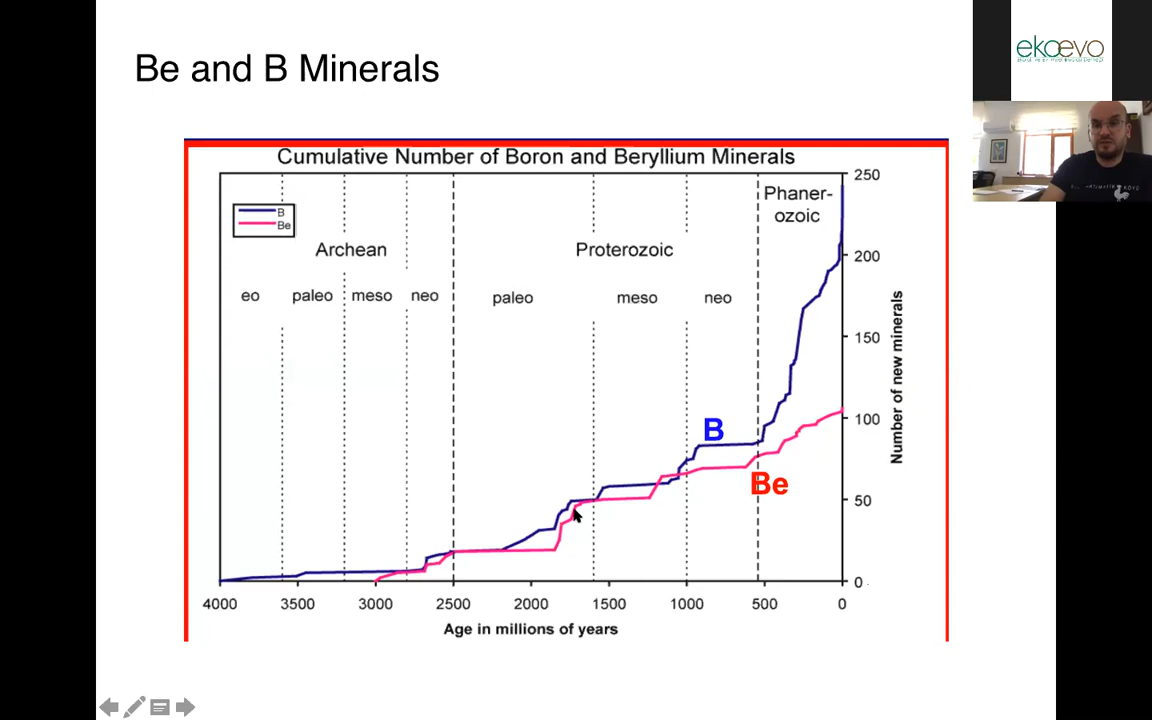 Be and B Minerals
ekoevo
Cumulative Number of Boron and Beryllium Minerals
B
Be
Phaner-
ozoic
Archean
Proterozoic
eo
paleo
meso
neo
paleo
meso
neo
B
Be
250
200
150
100
50
0
Number of new minerals
4000
3500
3000
2500
2000
1500
1000
500
0
Age in millions of years